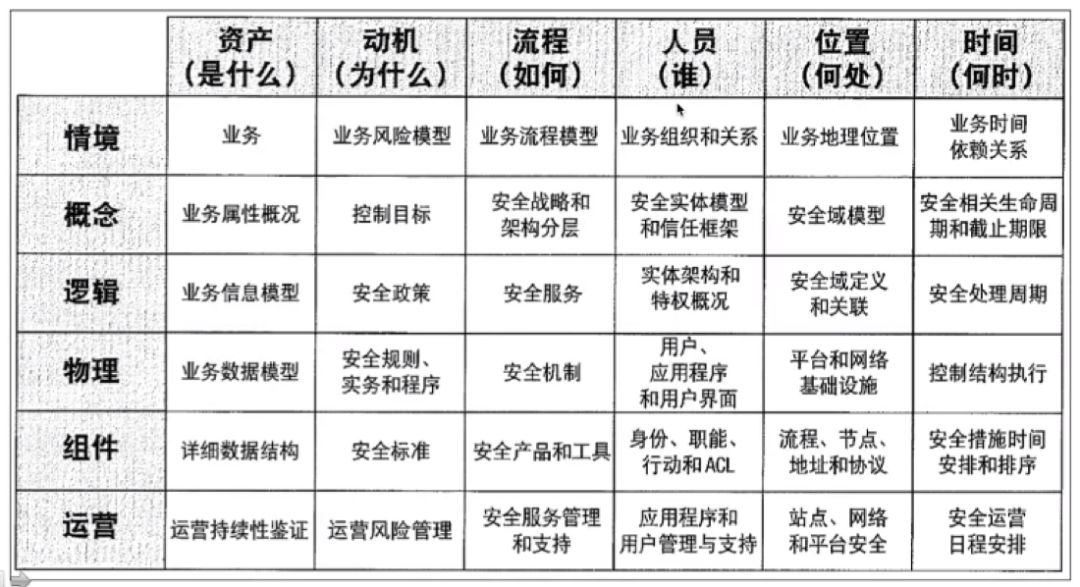 资产 动机 流程 人员 位置 时间
（是什么） （为什么） （如何） （谁） （何处） （何时）
情境 业务 业务风险模型 业务流程模型 业务组织和关系 业务地理位置 业务时间
依赖关系
概念 业务属性概况 控制目标 安全战略和
架构分层 安全实体模型
和信任框架 安全域模型 安全相关生命周
期和截止期限
逻辑 业务信息模型 安全政策 安全服务 实体架构和
特权概况 安全域定义
和关联 安全处理周期
物理 业务数据模型 安全规则、
实务和程序 安全机制 用户、
应用程序
和用户界面 平台和网络
基础设施 控制结构执行
组件 详细数据结构 安全标准 安全产品和工具 身份、职能、
行动和ACL 流程、节点、
地址和协议 安全措施时间
安排和排序
运营 运营持续性鉴证 运营风险管理 安全服务管理
和支持 应用程序和
用户管理与支持 站点、网络
和平台安全 安全运营
日程安排